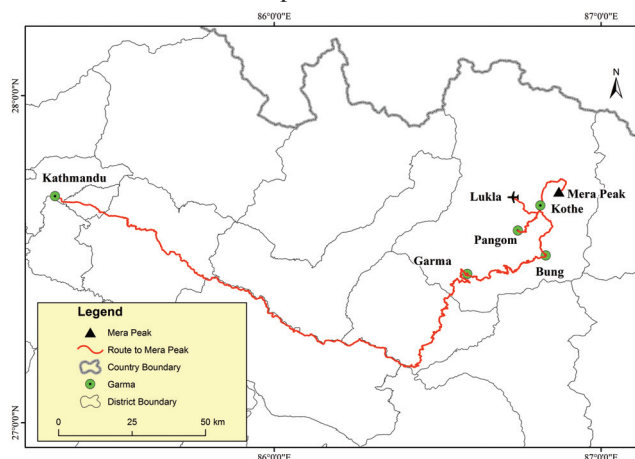 86°0'0"E
87°0'0"E
N
28°0'0"N
Kathmandu
Lukla
Mera Peak
Kothe
Pangom
Garma
Bung
Legend
Mera Peak
Route to Mera Peak
Country Boundary
Garma
District Boundary
0 25 50 km
27°0'0"N
86°0'0"E
87°0'0"E